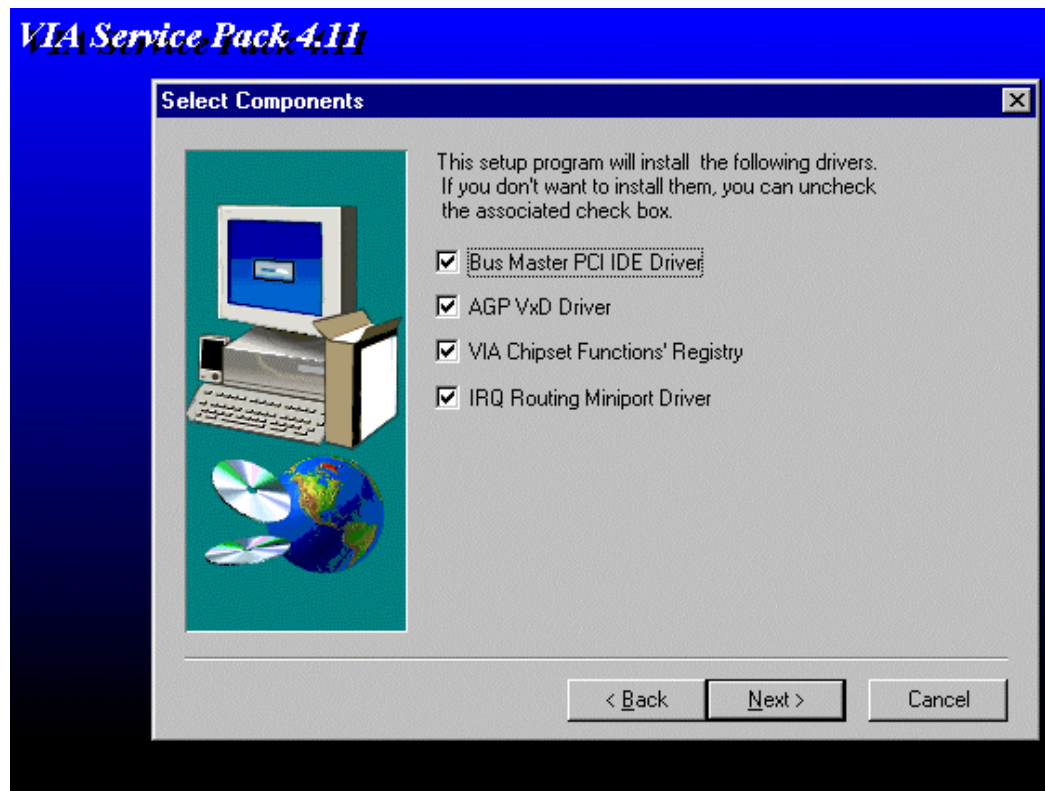 VIA Service Pack 4.11
Select Components
This setup program will install the following drivers.
If you don't want to install them, you can uncheck
the associated check box.
Bus Master PCI IDE Driver
AGP VxD Driver
VIA Chipset Functions' Registry
IRQ Routing Miniport Driver
< Back
Next >
Cancel